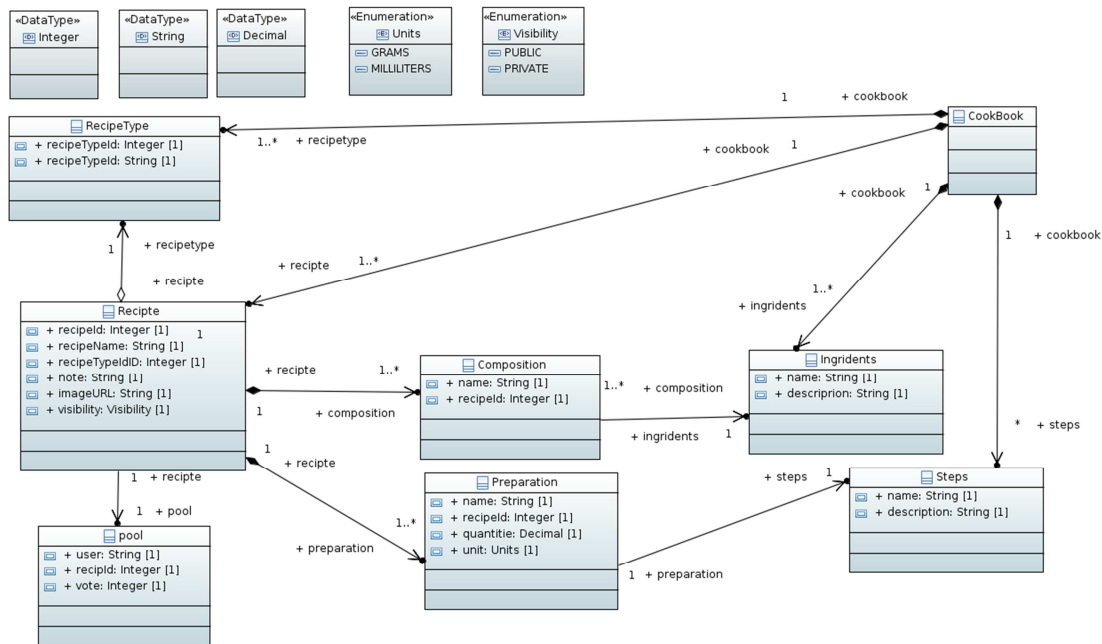 «DataType»
Integer
«DataType»
String
«DataType»
Decimal
«Enumeration»
Units
GRAMS
MILLILITERS
«Enumeration»
Visibility
PUBLIC
PRIVATE
RecipeType
+ recipeTypeId: Integer [1]
+ recipeTypeId: String [1]
1..* + recipetype
1 + cookbook
CookBook
+ cookbook 1
+ cookbook 1
1 + cookbook
1 + recipetype
+ recipte
+ recipte 1..*
1..*
+ ingridents
Recipte
+ recipeId: Integer [1]
1
+ recipeName: String [1]
+ recipeTypeIdID: Integer [1]
+ note: String [1]
+ imageURL: String [1]
+ visibility: Visibility [1]
+ recipte 1..*
1 + composition
Composition
+ name: String [1]
+ recipeId: Integer [1]
1..* + composition
+ ingridents 1
Ingridents
+ name: String [1]
+ descriprion: String [1]
* + steps
1
+ recipte
1..*
+ preparation
Preparation
+ name: String [1]
+ recipeId: Integer [1]
+ quantitie: Decimal [1]
+ unit: Units [1]
+ steps 1
1 + preparation
Steps
+ name: String [1]
+ description: String [1]
1 + recipte
1 + pool
pool
+ user: String [1]
+ recipId: Integer [1]
+ vote: Integer [1]